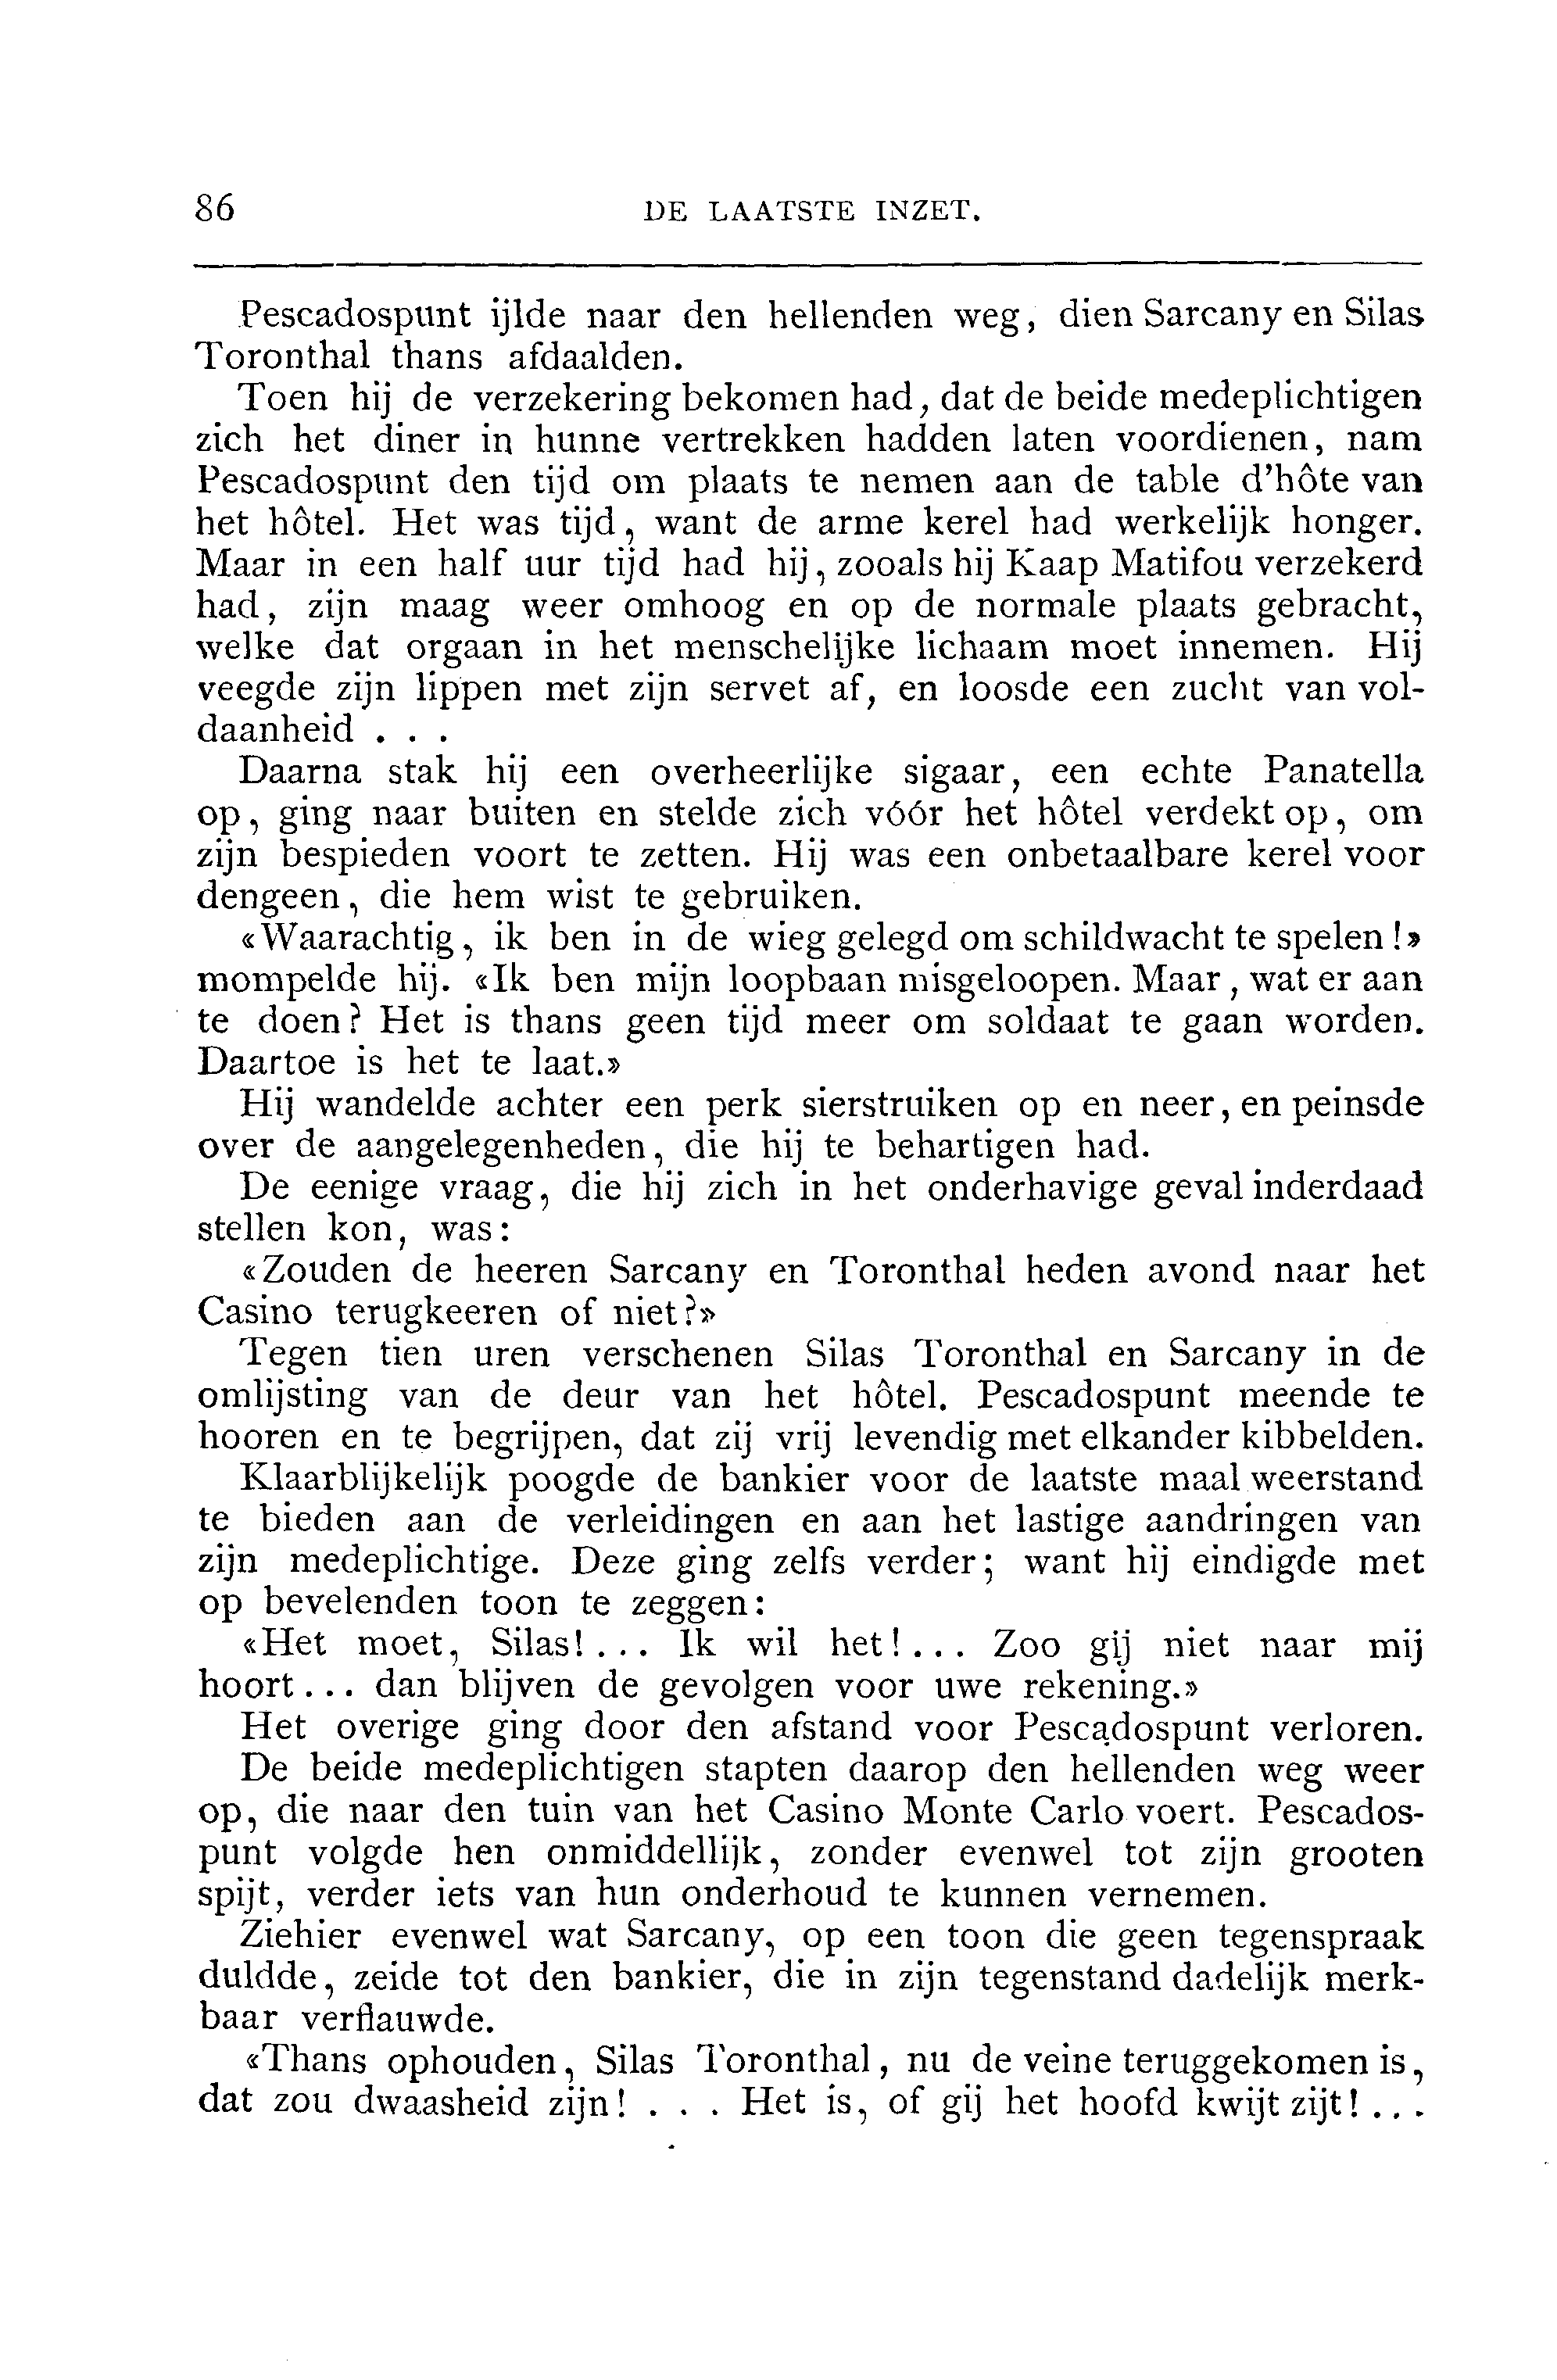 86 DE LAATSTE INZET.
Pescadospunt ijlde naar den hellenden weg, dien Sarcany en Silas
Toronthal thans afdaalden.
Toen hij de verzekering bekomen had, dat de beide medeplichtigen
zich het diner in hunne vertrekken hadden laten voordienen, nam
Pescadospunt den tijd om plaats te nemen aan de table d'hôte van
het hôtel. Het was tijd, want de arme kerel had werkelijk honger.
Maar in een half uur tijd had hij, zooals hij Kaap Matifou verzekerd
had, zijn maag weer omhoog en op de normale plaats gebracht,
welke dat orgaan in het menschelijke lichaam moet innemen. Hij
veegde zijn lippen met zijn servet af, en loosde een zucht van vol-
daanheid . . .
Daarna stak hij een overheerlijke sigaar, een echte Panatella
op, ging naar buiten en stelde zich vóór het hôtel verdekt op, om
zijn bespieden voort te zetten. Hij was een onbetaalbare kerel voor
dengeen, die hem wist te gebruiken.
«Waarachtig, ik ben in de wieg gelegd om schildwacht te spelen!»
mompelde hij. «Ik ben mijn loopbaan misgeloopen. Maar, wat er aan
te doen? Het is thans geen tijd meer om soldaat te gaan worden.
Daartoe is het te laat.»
Hij wandelde achter een perk sierstruiken op en neer, en peinsde
over de aangelegenheden, die hij te behartigen had.
De eenige vraag, die hij zich in het onderhavige geval inderdaad
stellen kon, was:
«Zouden de heeren Sarcany en Toronthal heden avond naar het
Casino terugkeeren of niet?»
Tegen tien uren verschenen Silas Toronthal en Sarcany in de
omlijsting van de deur van het hôtel. Pescadospunt meende te
hooren en te begrijpen, dat zij vrij levendig met elkander kibbelden.
Klaarblijkelijk poogde de bankier voor de laatste maal weerstand
te bieden aan de verleidingen en aan het lastige aandringen van
zijn medeplichtige. Deze ging zelfs verder; want hij eindigde met
op bevelenden toon te zeggen:
«Het moet, Silas! ... Ik wil het! ... Zoo gij niet naar mij
hoort ... dan blijven de gevolgen voor uwe rekening.»
Het overige ging door den afstand voor Pescadospunt verloren.
De beide medeplichtigen stapten daarop den hellenden weg weer
op, die naar den tuin van het Casino Monte Carlo voert. Pescados-
punt volgde hen onmiddellijk, zonder evenwel tot zijn grooten
spijt, verder iets van hun onderhoud te kunnen vernemen.
Ziehier evenwel wat Sarcany, op een toon die geen tegenspraak
duldde, zeide tot den bankier, die in zijn tegenstand dadelijk merk-
baar verflauwde.
«Thans ophouden, Silas Toronthal, nu de veine teruggekomen is,
dat zou dwaasheid zijn! . . . Het is, of gij het hoofd kwijt zijt! ...